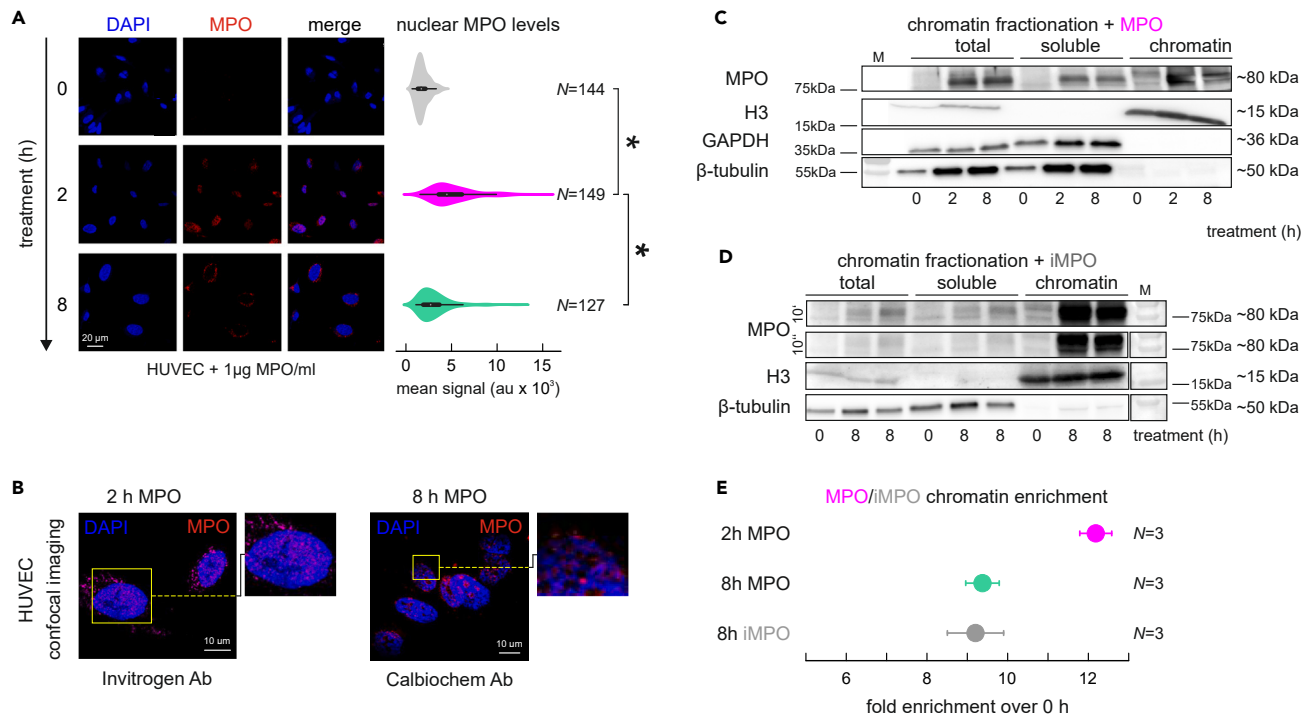 A
DAPI MPO merge nuclear MPO levels
treatment (h)
0
N=144
*
2
N=149
*
8
N=127
20 µm
HUVEC + 1µg MPO/ml
0 5 10 15
mean signal (au x 10³)
B
2 h MPO 8 h MPO
HUVEC
confocal imaging
DAPI MPO DAPI MPO
10 um 10 um
Invitrogen Ab Calbiochem Ab
C
chromatin fractionation + MPO
M total soluble chromatin
MPO 75kDa ~80 kDa
H3 15kDa ~15 kDa
GAPDH 35kDa ~36 kDa
β-tubulin 55kDa ~50 kDa
0 2 8 0 2 8 0 2 8
treatment (h)
D
chromatin fractionation + iMPO
total soluble chromatin M
MPO 10' 75kDa ~80 kDa
10" 75kDa ~80 kDa
H3 15kDa ~15 kDa
β-tubulin 55kDa ~50 kDa
0 8 8 0 8 8 0 8 8 treatment (h)
E
MPO/iMPO chromatin enrichment
2h MPO N=3
8h MPO N=3
8h iMPO N=3
6 8 10 12
fold enrichment over 0 h